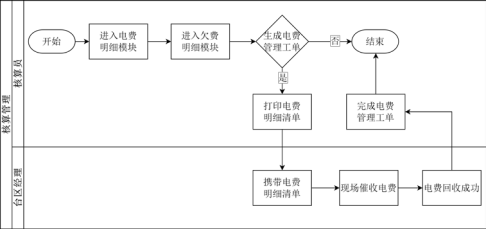 核算管理
核算员
开始
进入电费
明细模块
进入欠费
明细模块
生成电费
管理工单
否
结束
是
打印电费
明细清单
完成电费
管理工单
台区经理
携带电费
明细清单
现场催收电费
电费回收成功